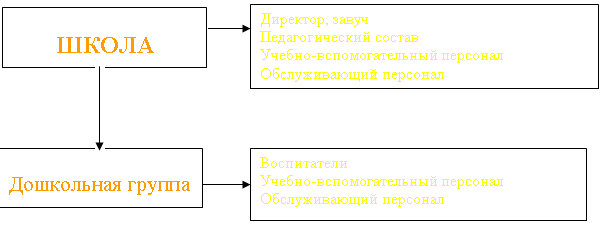 ШКОЛА
Директор, завуч
Педагогический состав
Учебно-вспомогательный персонал
Обслуживающий персонал
Дошкольная группа
Воспитатели
Учебно-вспомогательный персонал
Обслуживающий персонал